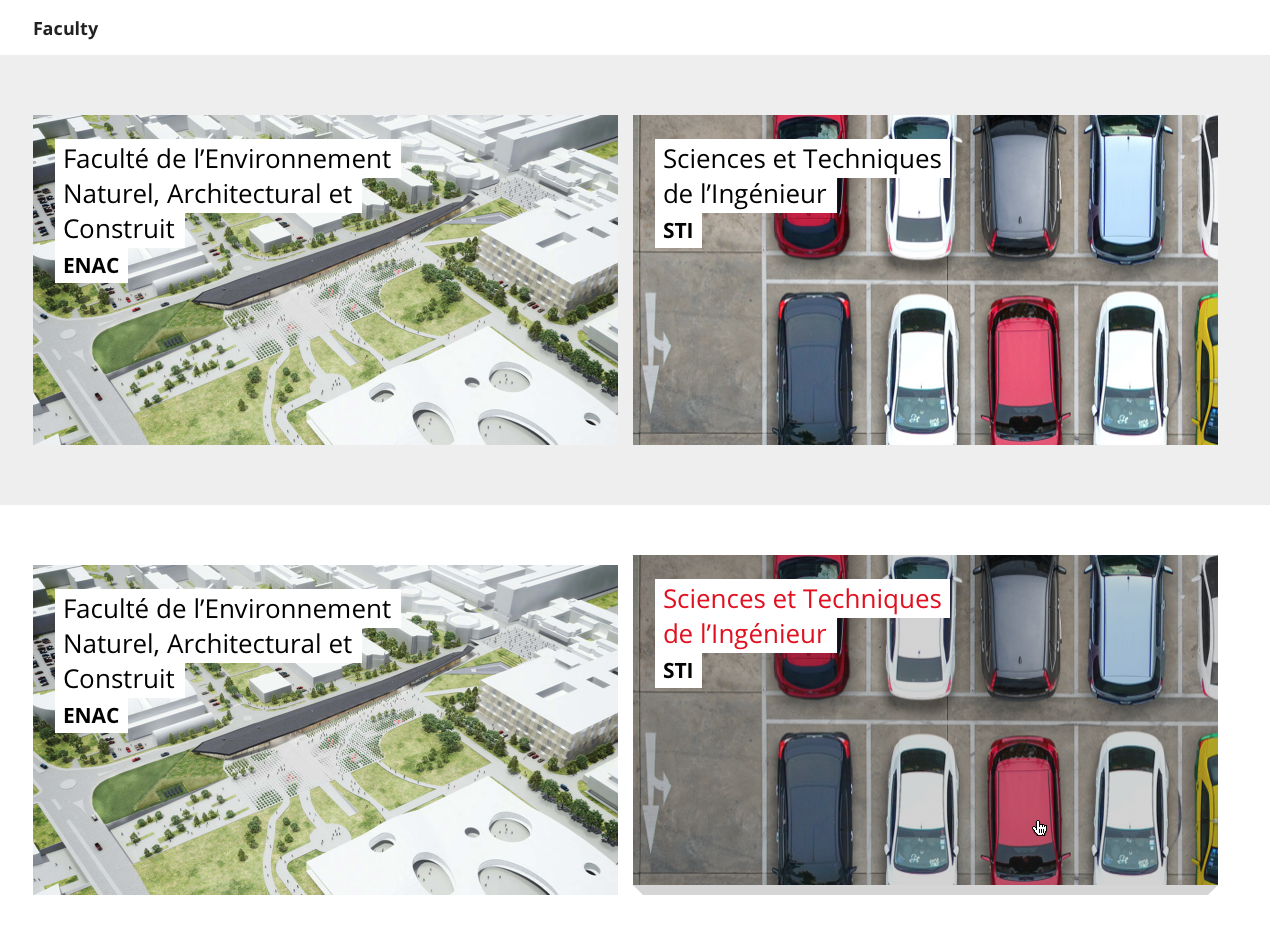 Faculty
Faculté de l’Environnement
Naturel, Architectural et
Construit
ENAC
Sciences et Techniques
de l’Ingénieur
STI
Faculté de l’Environnement
Naturel, Architectural et
Construit
ENAC
Sciences et Techniques
de l’Ingénieur
STI